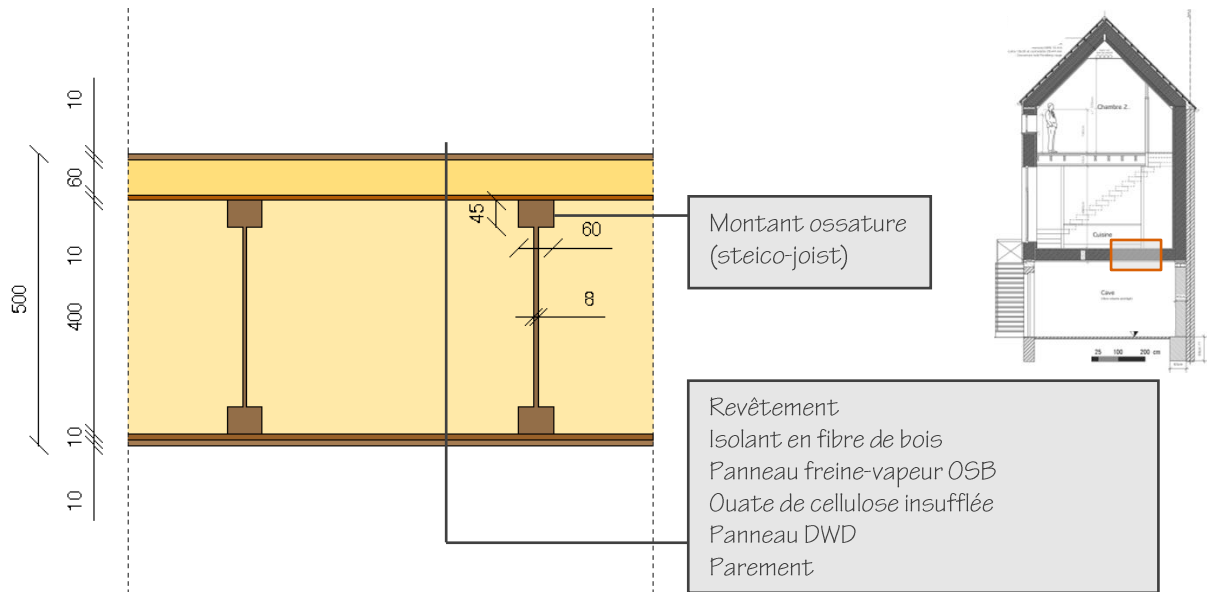 10
60
10
400
10
10
500
45
60
8
Montant ossature
(steico-joist)
Revêtement
Isolant en fibre de bois
Panneau freine-vapeur OSB
Ouate de cellulose insufflée
Panneau DWD
Parement
Chambre 2.
Cuisine
Cave
25 100 200 cm